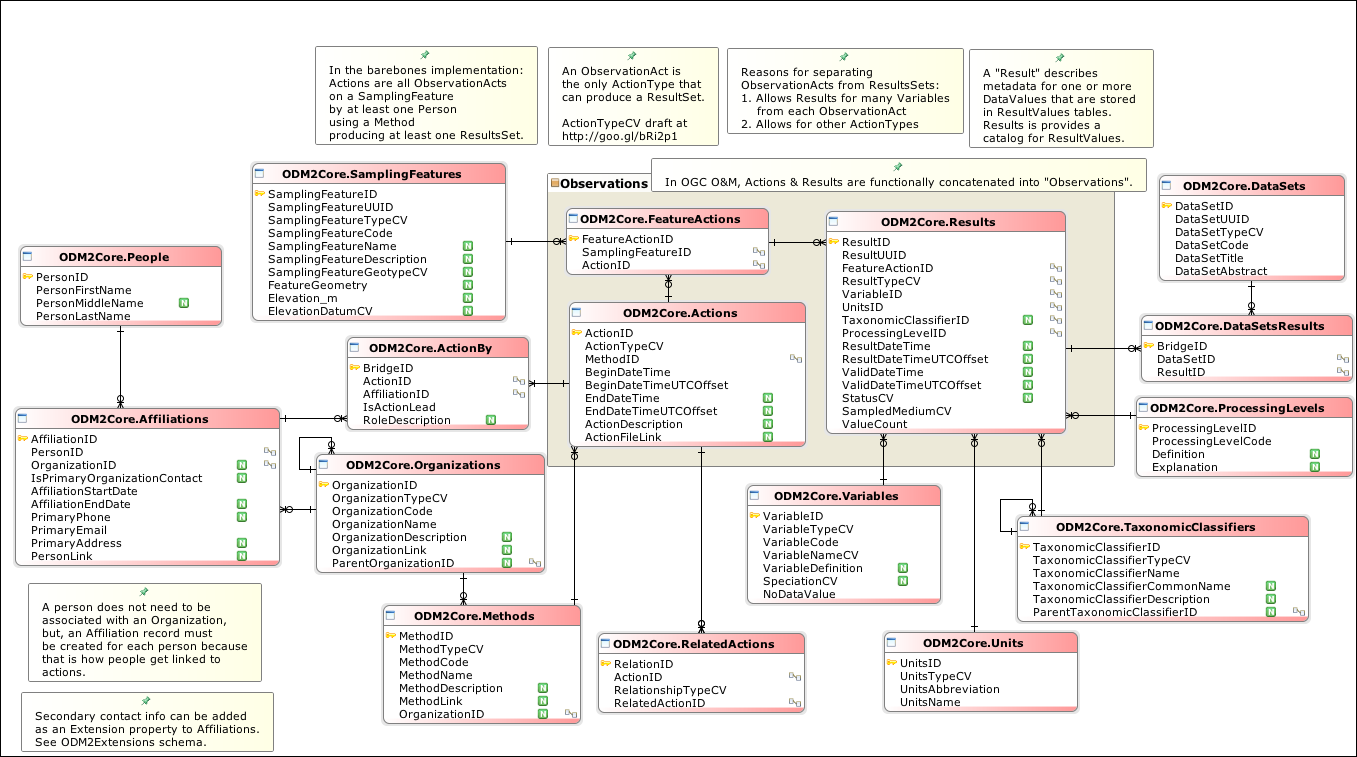 In the barebones implementation:
Actions are all ObservationActs
on a SamplingFeature
by at least one Person
using a Method
producing at least one ResultsSet.
An ObservationAct is
the only ActionType that
can produce a ResultSet.
ActionTypeCV draft at
http://goo.gl/bRi2p1
Reasons for separating
ObservationActs from ResultsSets:
1. Allows Results for many Variables
from each ObservationAct
2. Allows for other ActionTypes
A "Result" describes
metadata for one or more
DataValues that are stored
in ResultValues tables.
Results is provides a
catalog for ResultValues.
In OGC O&M, Actions & Results are functionally concatenated into "Observations".
Observations
ODM2Core.SamplingFeatures
SamplingFeatureID
SamplingFeatureUUID
SamplingFeatureTypeCV
SamplingFeatureCode
SamplingFeatureName N
SamplingFeatureDescription N
SamplingFeatureGeotypeCV N
FeatureGeometry N
Elevation_m N
ElevationDatumCV N
ODM2Core.FeatureActions
FeatureActionID
SamplingFeatureID
ActionID
ODM2Core.Results
ResultID
ResultUUID
FeatureActionID
ResultTypeCV
VariableID
UnitsID
TaxonomicClassifierID N
ProcessingLevelID
ResultDateTime N
ResultDateTimeUTCOffset N
ValidDateTime N
ValidDateTimeUTCOffset N
StatusCV N
SampledMediumCV
ValueCount
ODM2Core.DataSets
DataSetID
DataSetUUID
DataSetTypeCV
DataSetCode
DataSetTitle
DataSetAbstract
ODM2Core.People
PersonID
PersonFirstName
PersonMiddleName N
PersonLastName
ODM2Core.ActionBy
BridgeID
ActionID
AffiliationID
IsActionLead
RoleDescription N
ODM2Core.Actions
ActionID
ActionTypeCV
MethodID
BeginDateTime
BeginDateTimeUTCOffset
EndDateTime N
EndDateTimeUTCOffset N
ActionDescription N
ActionFileLink N
ODM2Core.DataSetsResults
BridgeID
DataSetID
ResultID
ODM2Core.ProcessingLevels
ProcessingLevelID
ProcessingLevelCode
Definition N
Explanation N
ODM2Core.Affiliations
AffiliationID
PersonID
OrganizationID N
IsPrimaryOrganizationContact N
AffiliationStartDate
AffiliationEndDate N
PrimaryPhone N
PrimaryEmail
PrimaryAddress N
PersonLink N
ODM2Core.Organizations
OrganizationID
OrganizationTypeCV
OrganizationCode
OrganizationName
OrganizationDescription N
OrganizationLink N
ParentOrganizationID N
ODM2Core.Variables
VariableID
VariableTypeCV
VariableCode
VariableNameCV
VariableDefinition N
SpeciationCV N
NoDataValue
ODM2Core.TaxonomicClassifiers
TaxonomicClassifierID
TaxonomicClassifierTypeCV
TaxonomicClassifierName
TaxonomicClassifierCommonName N
TaxonomicClassifierDescription N
ParentTaxonomicClassifierID N
A person does not need to be
associated with an Organization,
but, an Affiliation record must
be created for each person because
that is how people get linked to
actions.
ODM2Core.Methods
MethodID
MethodTypeCV
MethodCode
MethodName
MethodDescription N
MethodLink N
OrganizationID N
ODM2Core.RelatedActions
RelationID
ActionID
RelationshipTypeCV
RelatedActionID
ODM2Core.Units
UnitsID
UnitsTypeCV
UnitsAbbreviation
UnitsName
Secondary contact info can be added
as an Extension property to Affiliations.
See ODM2Extensions schema.